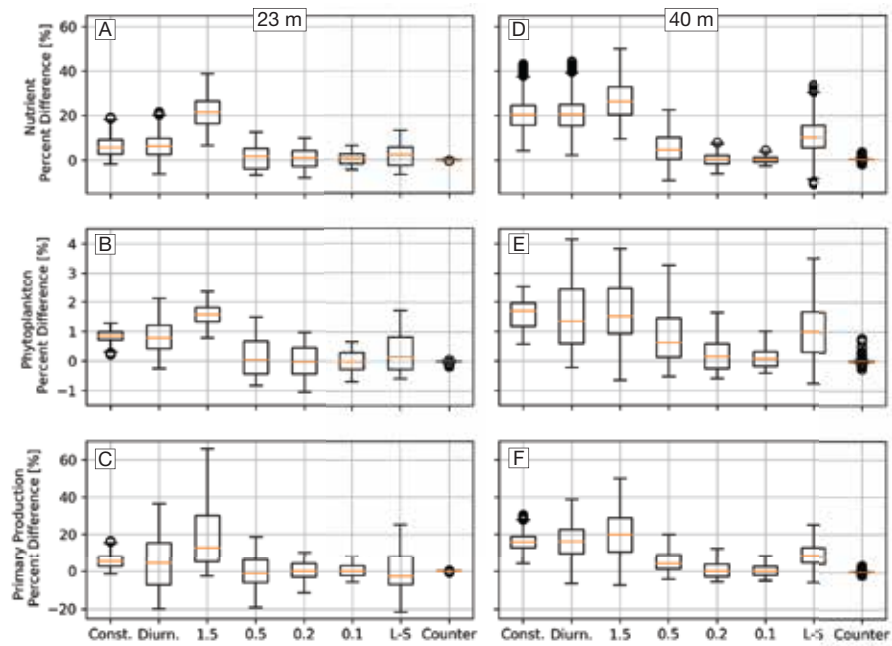 23 m
40 m
A
D
Nutrient
Percent Difference [%]
60
40
20
0
B
E
Phytoplankton
Percent Difference [%]
4
3
2
1
0
−1
C
F
Primary Production
Percent Difference [%]
60
40
20
0
−20
Const. Diurn. 1.5 0.5 0.2 0.1 L-S Counter
Const. Diurn. 1.5 0.5 0.2 0.1 L-S Counter